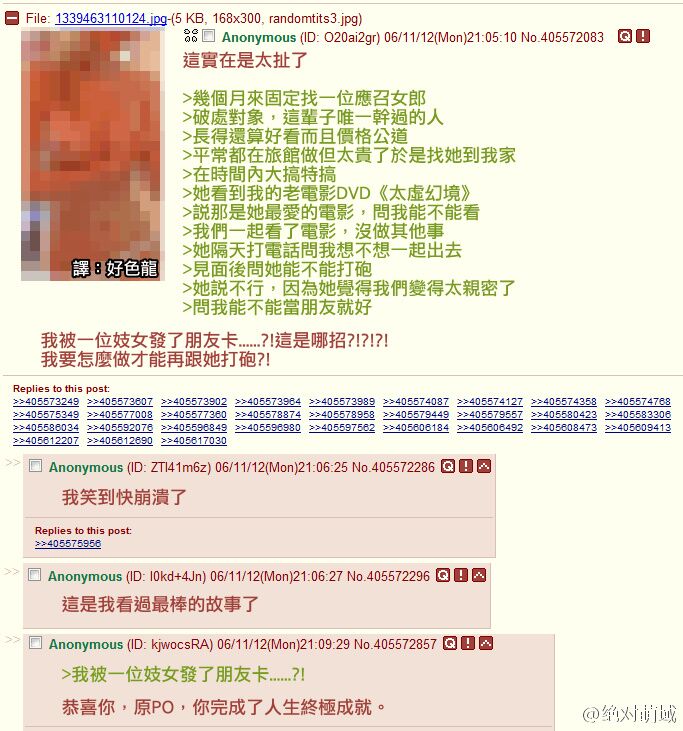 File: 1339463110124.jpg-(5 KB, 168x300, randomtits3.jpg)
Anonymous (ID: O20ai2gr) 06/11/12(Mon)21:05:10 No.405572083 Q !
這實在是太扯了
>幾個月來固定找一位應召女郎
>破處對象，這輩子唯一幹過的人
>長得還算好看而且價格公道
>平常都在旅館做但太貴了於是找她到我家
>在時間內大搞特搞
>她看到我的老電影DVD《太虛幻境》
>説那是她最愛的電影，問我能不能看
>我們一起看了電影，沒做其他事
>她隔天打電話問我想不想一起出去
>見面後問她能不能打砲
>她説不行，因為她覺得我們變得太親密了
>問我能不能當朋友就好
譯：好色龍
我被一位妓女發了朋友卡......?!這是哪招?!?!?!
我要怎麼做才能再跟她打砲?!
Replies to this post:
>>405573249 >>405573607 >>405573902 >>405573964 >>405573989 >>405574087 >>405574127 >>405574358 >>405574768
>>405575349 >>405577008 >>405577360 >>405578874 >>405578958 >>405579449 >>405579557 >>405580423 >>405583306
>>405586034 >>405592076 >>405596849 >>405596980 >>405597562 >>405606184 >>405606492 >>405608473 >>405609413
>>405612207 >>405612690 >>405617030
>> Anonymous (ID: ZTl41m6z) 06/11/12(Mon)21:06:25 No.405572286 Q !
我笑到快崩潰了
Replies to this post:
>>405575956
>> Anonymous (ID: l0kd+4Jn) 06/11/12(Mon)21:06:27 No.405572296 Q !
這是我看過最棒的故事了
>> Anonymous (ID: kjwocsRA) 06/11/12(Mon)21:09:29 No.405572857 Q !
>我被一位妓女發了朋友卡......?!
恭喜你，原PO，你完成了人生終極成就。
@绝对萌域